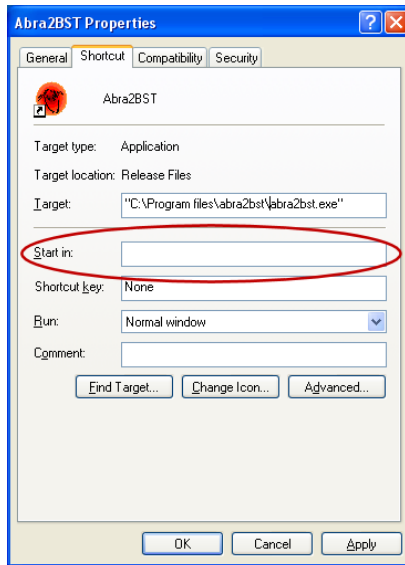 Abra2BST Properties
General Shortcut Compatibility Security
Abra2BST
Target type: Application
Target location: Release Files
Target: "C:\Program files\abra2bst\abra2bst.exe"
Start in:
Shortcut key: None
Run: Normal window
Comment:
Find Target... Change Icon... Advanced...
OK Cancel Apply